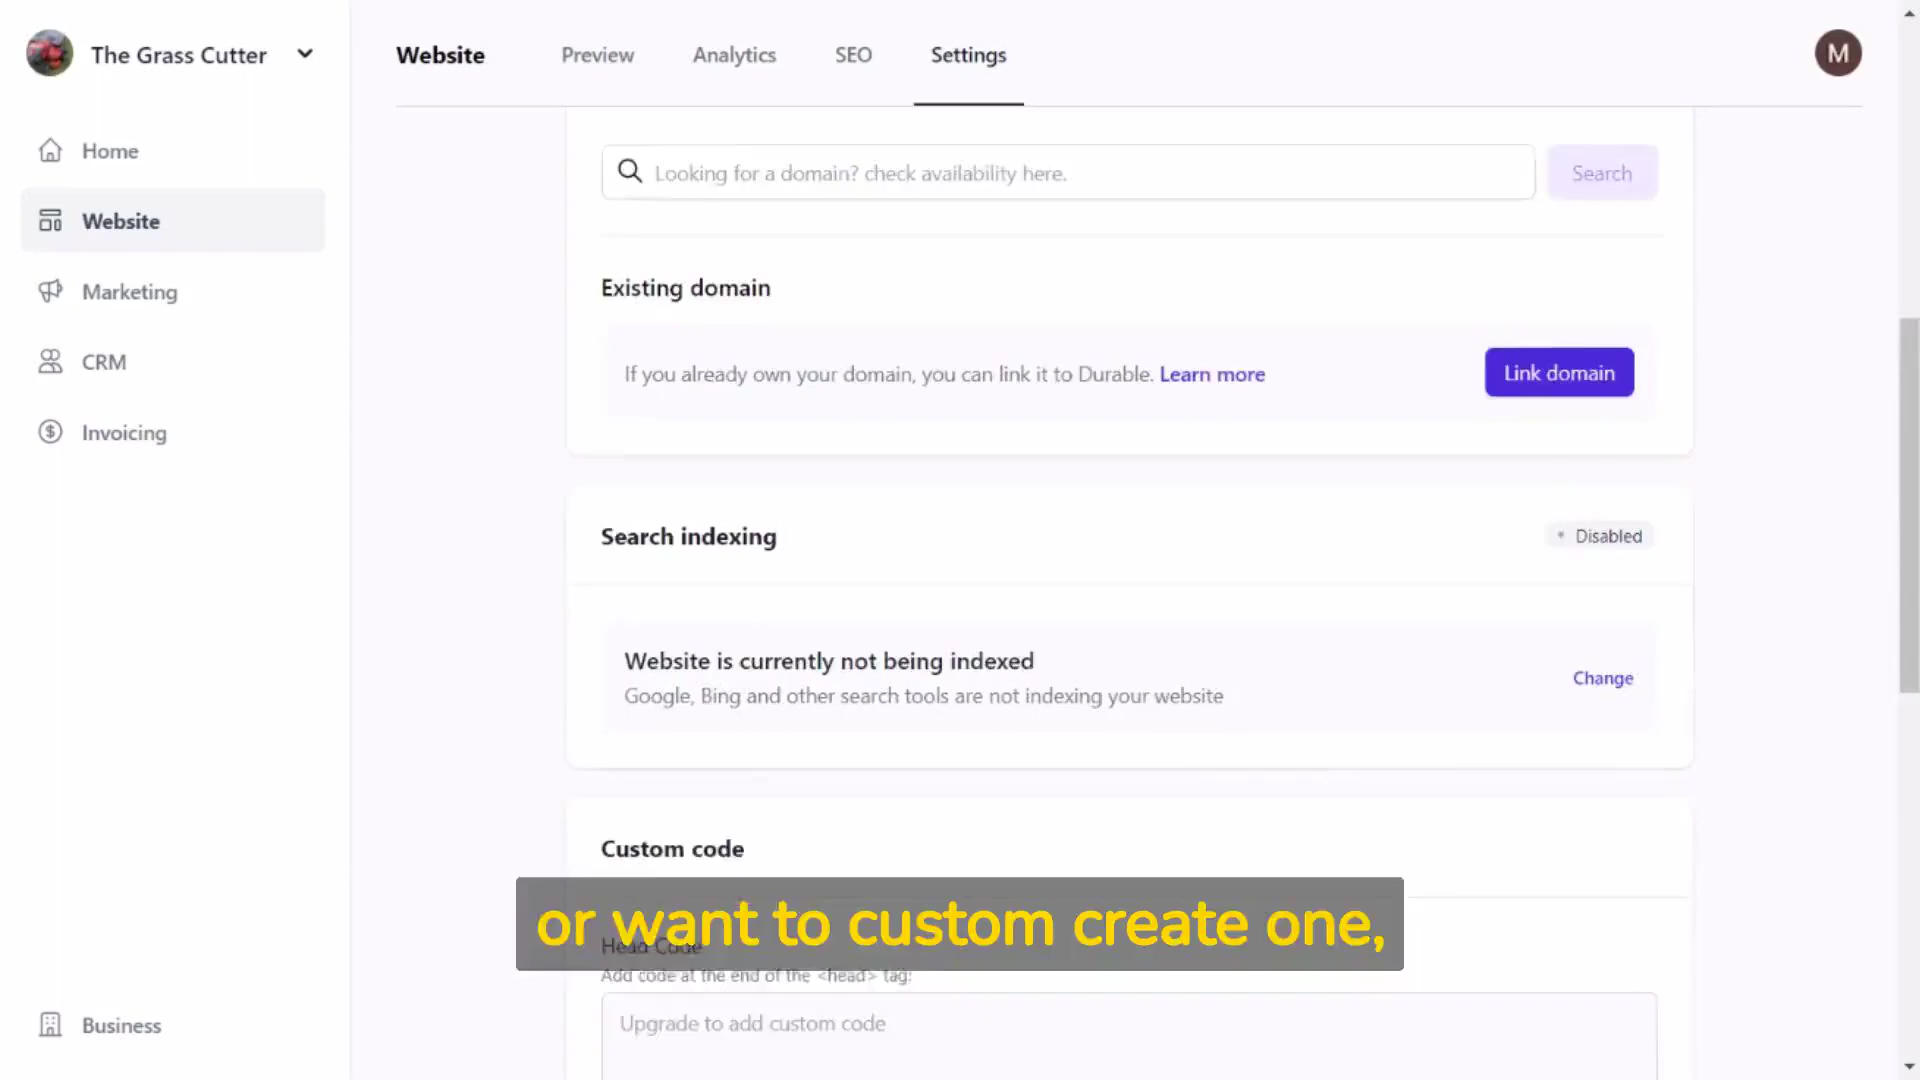 The Grass Cutter
Website
Preview
Analytics
SEO
Settings
M
Home
Website
Marketing
CRM
Invoicing
Business
Looking for a domain? check availability here.
Search
Existing domain
If you already own your domain, you can link it to Durable. Learn more
Link domain
Search indexing
Disabled
Website is currently not being indexed
Google, Bing and other search tools are not indexing your website
Change
Custom code
or want to custom create one,
Head Code
Add code at the end of the <head> tag:
Upgrade to add custom code